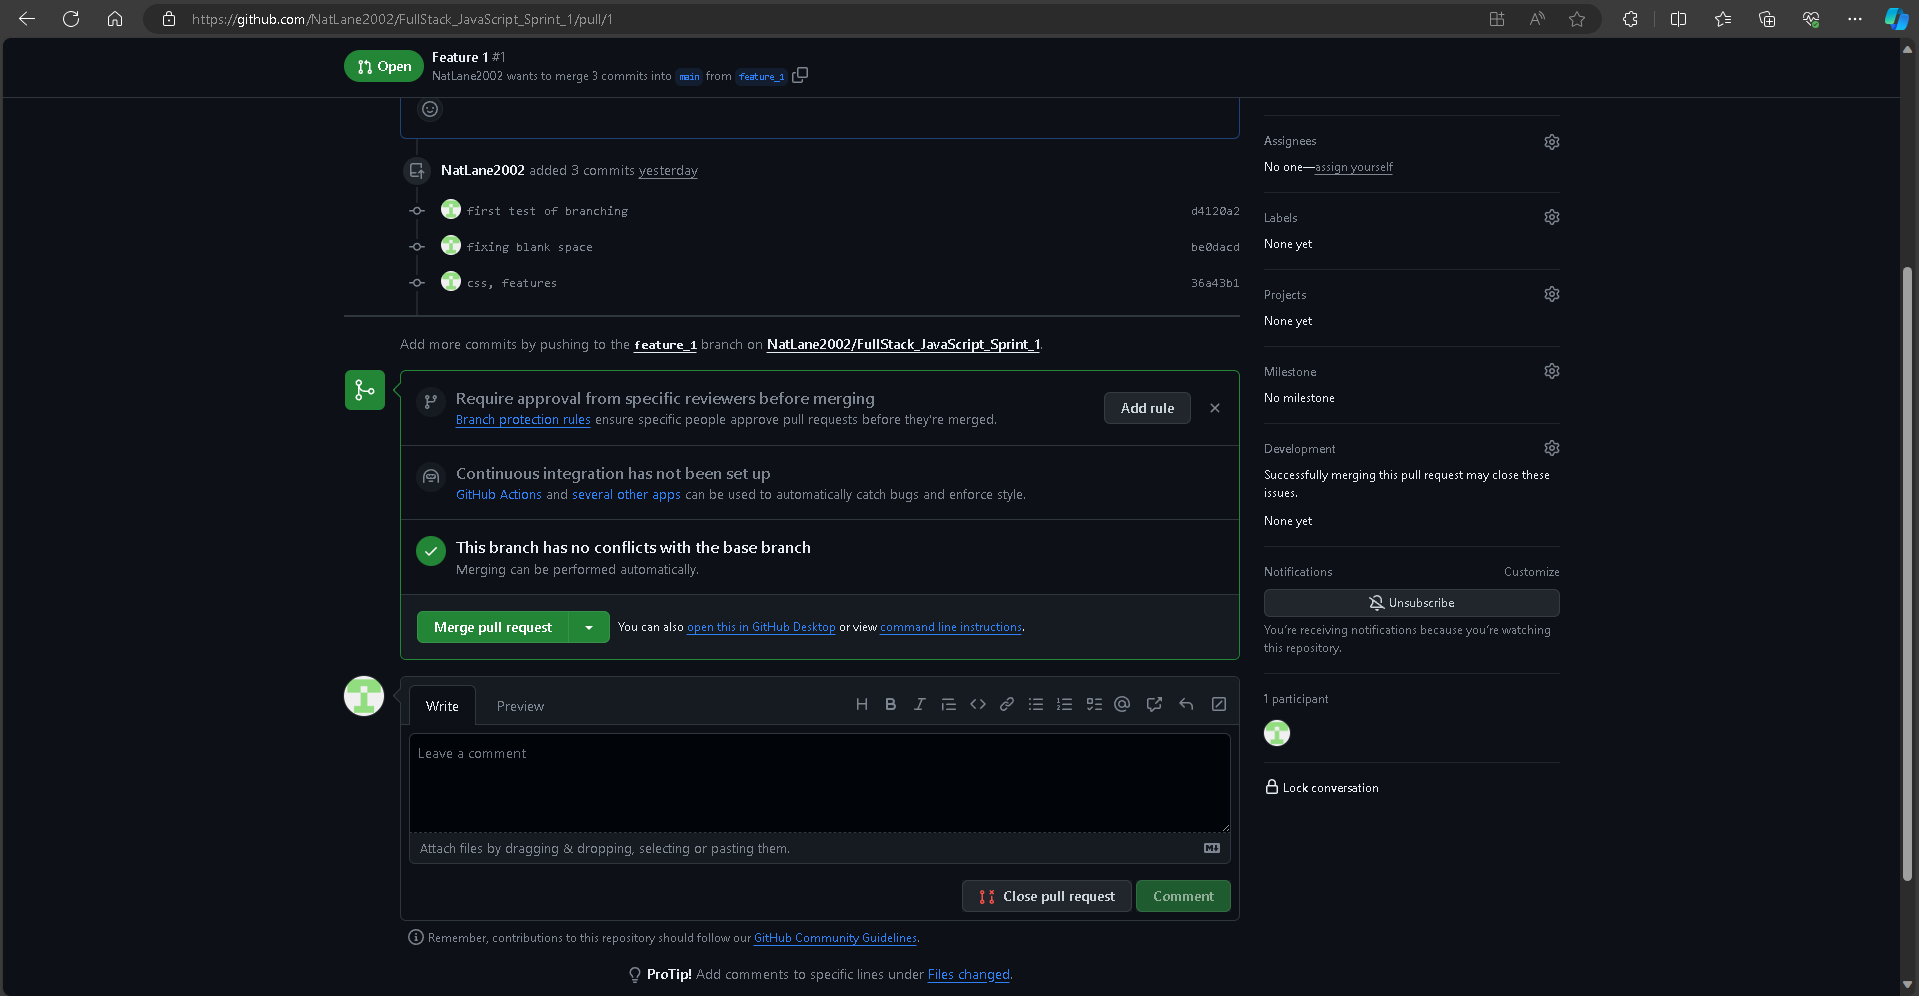 https://github.com/NatLane2002/FullStack_JavaScript_Sprint_1/pull/1
Open
Feature 1 #1
NatLane2002 wants to merge 3 commits into main from feature_1
NatLane2002 added 3 commits yesterday
first test of branching d4120a2
fixing blank space be0dacd
css, features 36a43b1
Add more commits by pushing to the feature_1 branch on NatLane2002/FullStack_JavaScript_Sprint_1.
Require approval from specific reviewers before merging
Branch protection rules ensure specific people approve pull requests before they're merged.
Add rule
Continuous integration has not been set up
GitHub Actions and several other apps can be used to automatically catch bugs and enforce style.
This branch has no conflicts with the base branch
Merging can be performed automatically.
Merge pull request You can also open this in GitHub Desktop or view command line instructions.
Write Preview
Leave a comment
Attach files by dragging & dropping, selecting or pasting them.
Close pull request Comment
Remember, contributions to this repository should follow our GitHub Community Guidelines.
ProTip! Add comments to specific lines under Files changed.
Assignees
No one—assign yourself
Labels
None yet
Projects
None yet
Milestone
No milestone
Development
Successfully merging this pull request may close these
issues.
None yet
Notifications Customize
Unsubscribe
You're receiving notifications because you're watching
this repository.
1 participant
Lock conversation